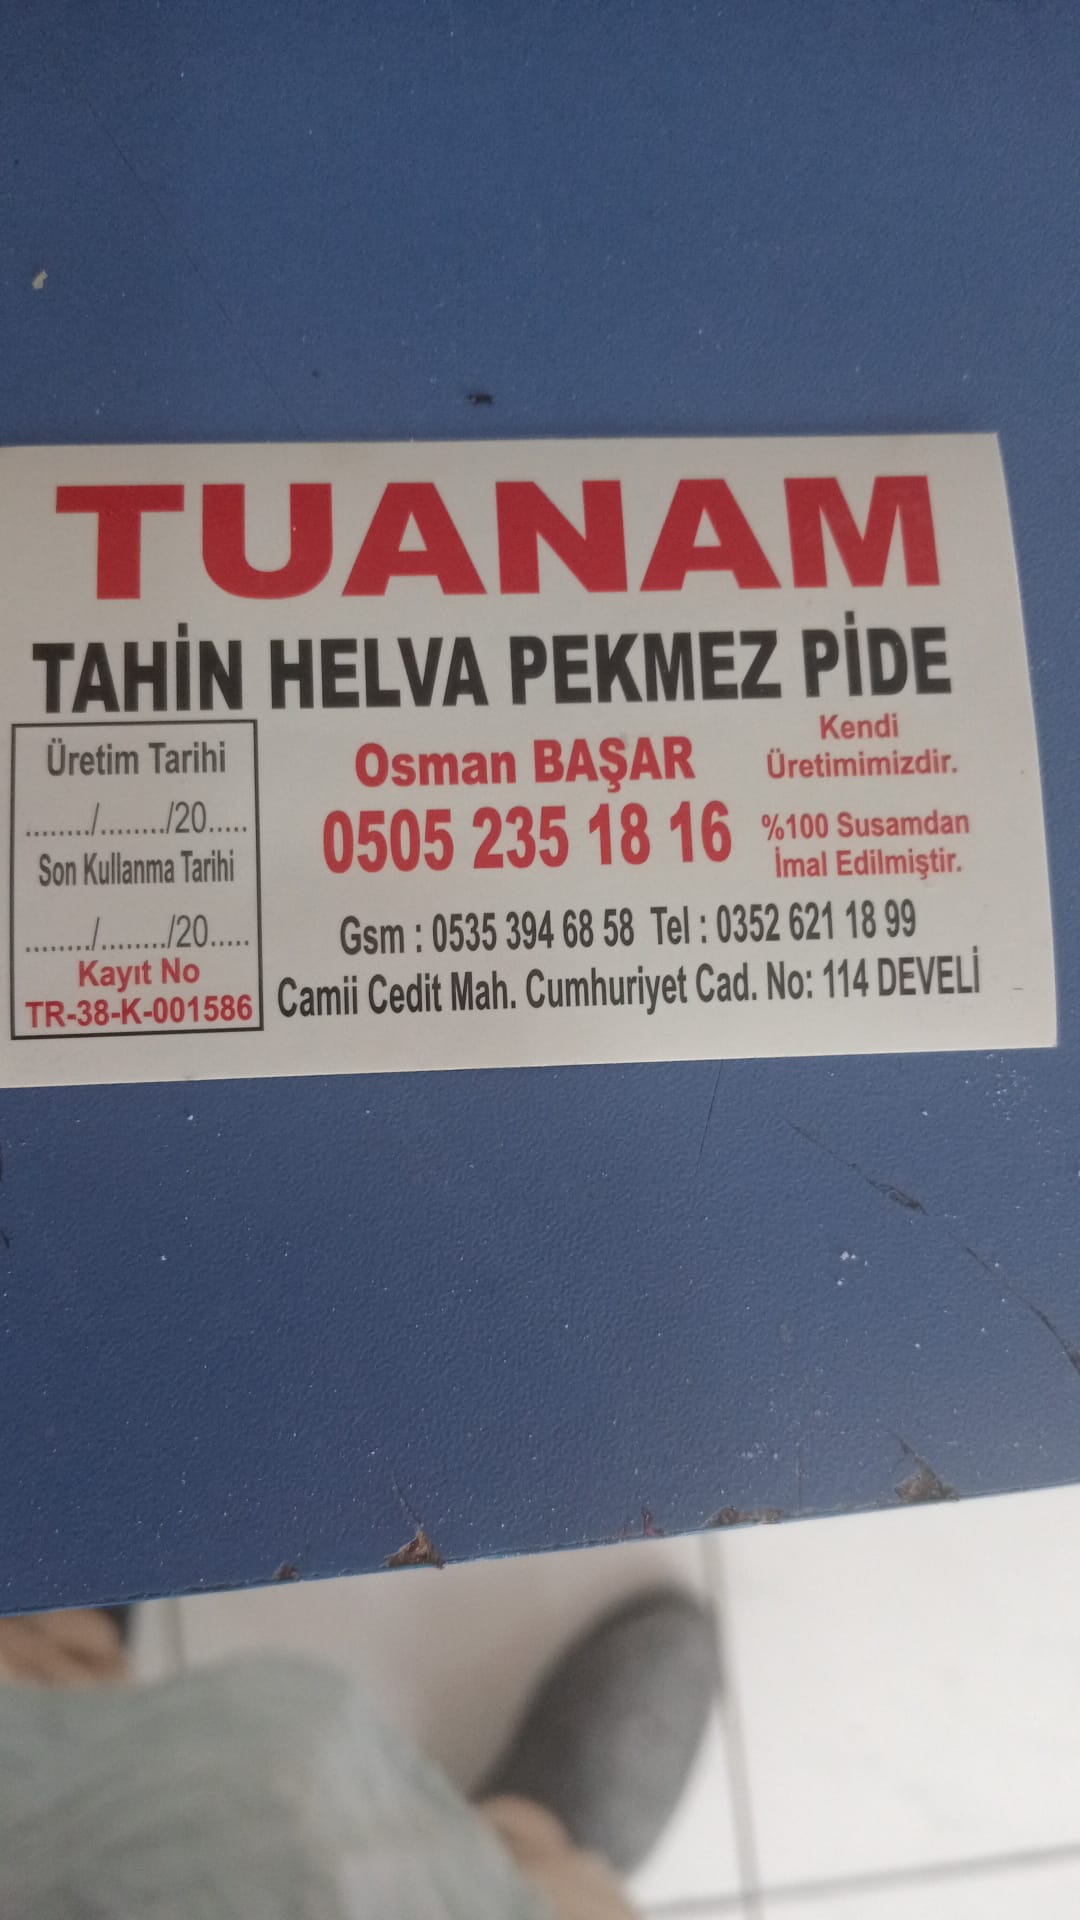 TUANAM
TAHİN HELVA PEKMEZ PİDE
Üretim Tarihi
......../......../20.....
Son Kullanma Tarihi
......../......../20.....
Kayıt No
TR-38-K-001586
Osman BAŞAR
0505 235 18 16
Kendi
Üretimimizdir.
%100 Susamdan
İmal Edilmiştir.
Gsm : 0535 394 68 58 Tel : 0352 621 18 99
Camii Cedit Mah. Cumhuriyet Cad. No: 114 DEVELİ